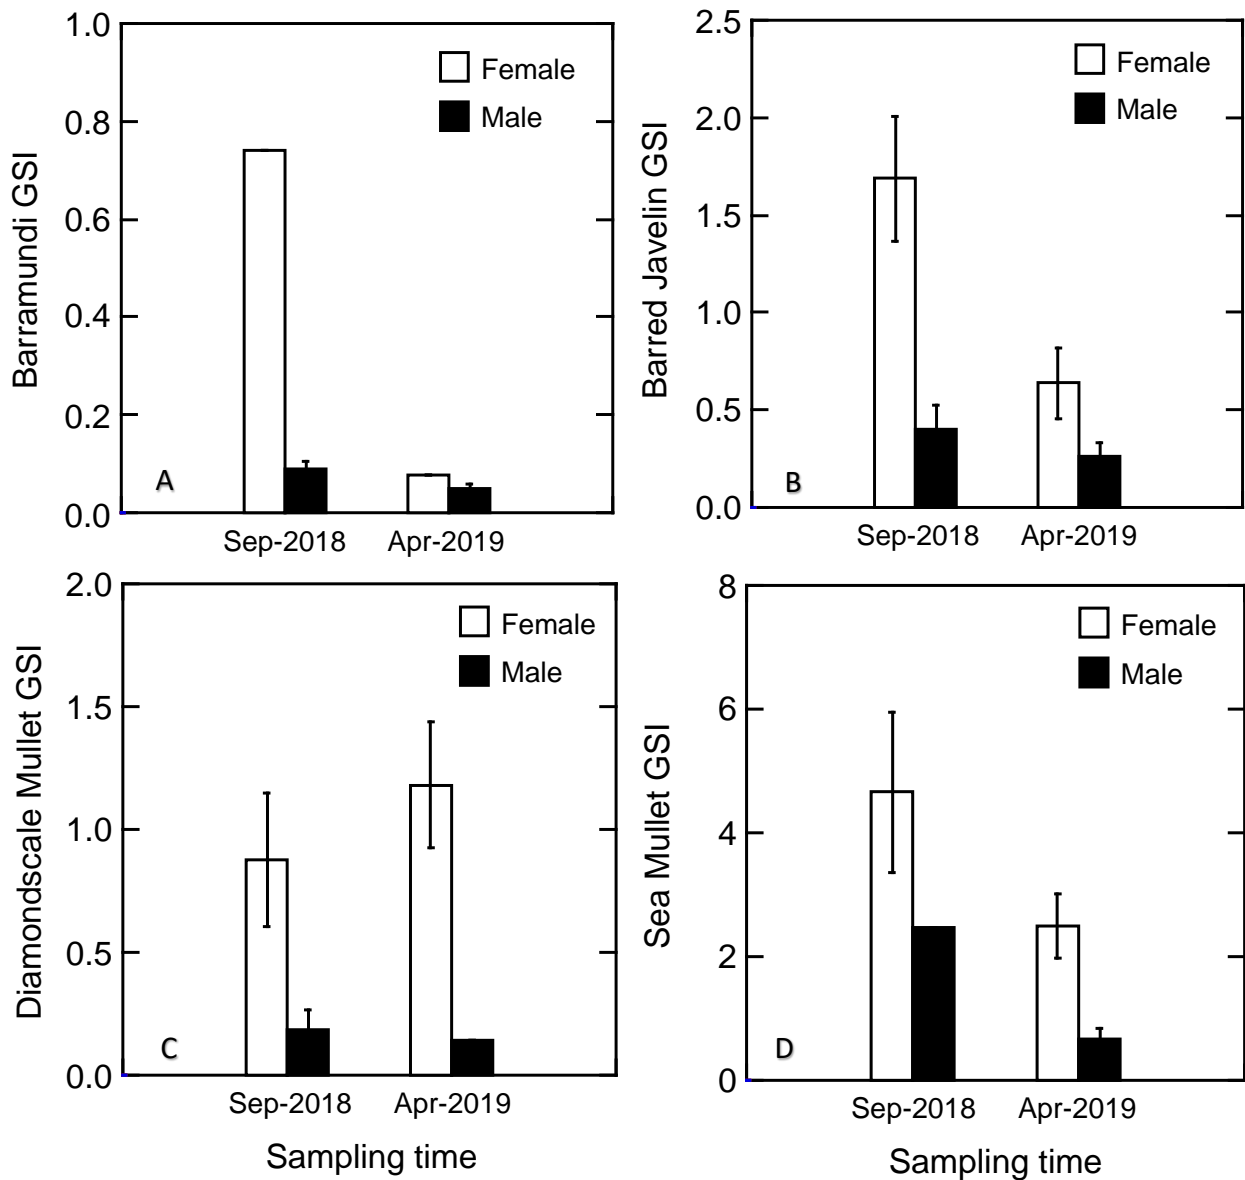 Barramundi GSI
1.0
0.8
0.6
0.4
0.2
0.0
Female
Male
A
Sep-2018
Apr-2019
Barred Javelin GSI
2.5
2.0
1.5
1.0
0.5
0.0
Female
Male
B
Sep-2018
Apr-2019
Diamondscale Mullet GSI
2.0
1.5
1.0
0.5
0.0
Female
Male
C
Sep-2018
Apr-2019
Sampling time
Sea Mullet GSI
8
6
4
2
0
Female
Male
D
Sep-2018
Apr-2019
Sampling time